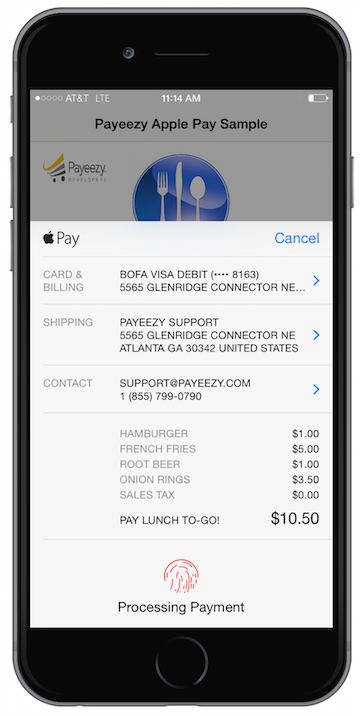 ●○○○○ AT&T LTE 11:14 AM
Payeezy Apple Pay Sample
Payeezy
DEVELOPERS
Pay Cancel
CARD & BILLING BOFA VISA DEBIT (•••• 8163)
5565 GLENRIDGE CONNECTOR NE...
SHIPPING PAYEEZY SUPPORT
5565 GLENRIDGE CONNECTOR NE
ATLANTA GA 30342 UNITED STATES
CONTACT SUPPORT@PAYEEZY.COM
1 (855) 799-0790
HAMBURGER $1.00
FRENCH FRIES $5.00
ROOT BEER $1.00
ONION RINGS $3.50
SALES TAX $0.00
PAY LUNCH TO-GO! $10.50
Processing Payment